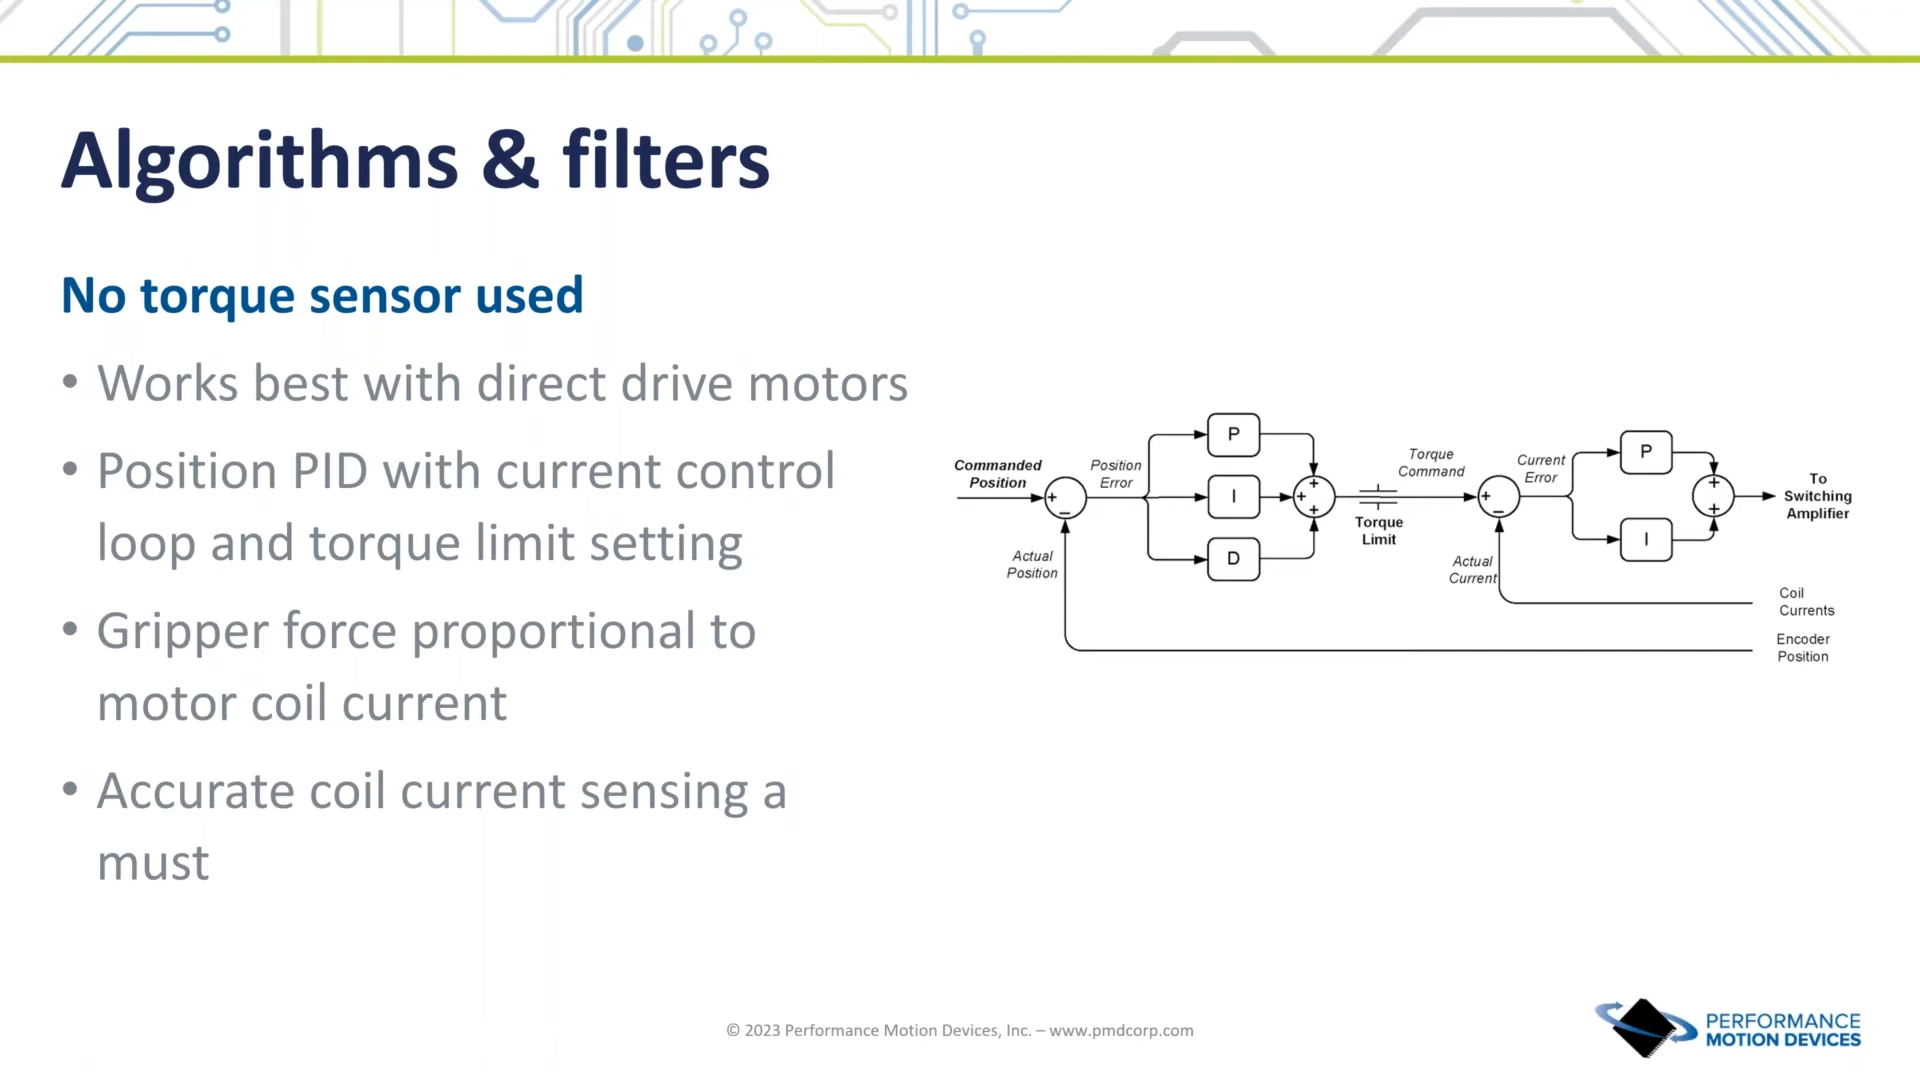 Algorithms & filters
No torque sensor used
• Works best with direct drive motors
• Position PID with current control
loop and torque limit setting
• Gripper force proportional to
motor coil current
• Accurate coil current sensing a
must
Commanded
Position
+
−
Actual
Position
Position
Error
P
I
D
+
+
+
Torque
Limit
Torque
Command
+
−
Actual
Current
Current
Error
P
I
+
+
To
Switching
Amplifier
Coil
Currents
Encoder
Position
© 2023 Performance Motion Devices, Inc. – www.pmdcorp.com
PERFORMANCE
MOTION DEVICES